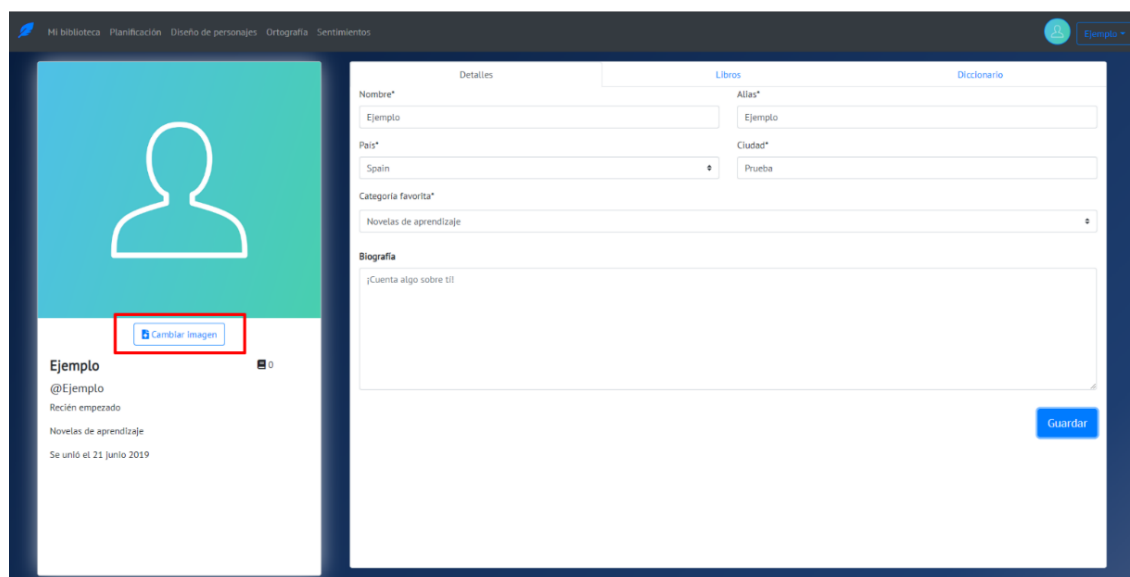 Mi biblioteca Planificación Diseño de personajes Ortografía Sentimientos
Ejemplo
Cambiar imagen
Ejemplo
0
@Ejemplo
Recién empezado
Novelas de aprendizaje
Se unió el 21 junio 2019
Detalles Libros Diccionario
Nombre* Alias*
Ejemplo Ejemplo
País* Ciudad*
Spain Prueba
Categoría favorita*
Novelas de aprendizaje
Biografía
¡Cuenta algo sobre ti!
Guardar